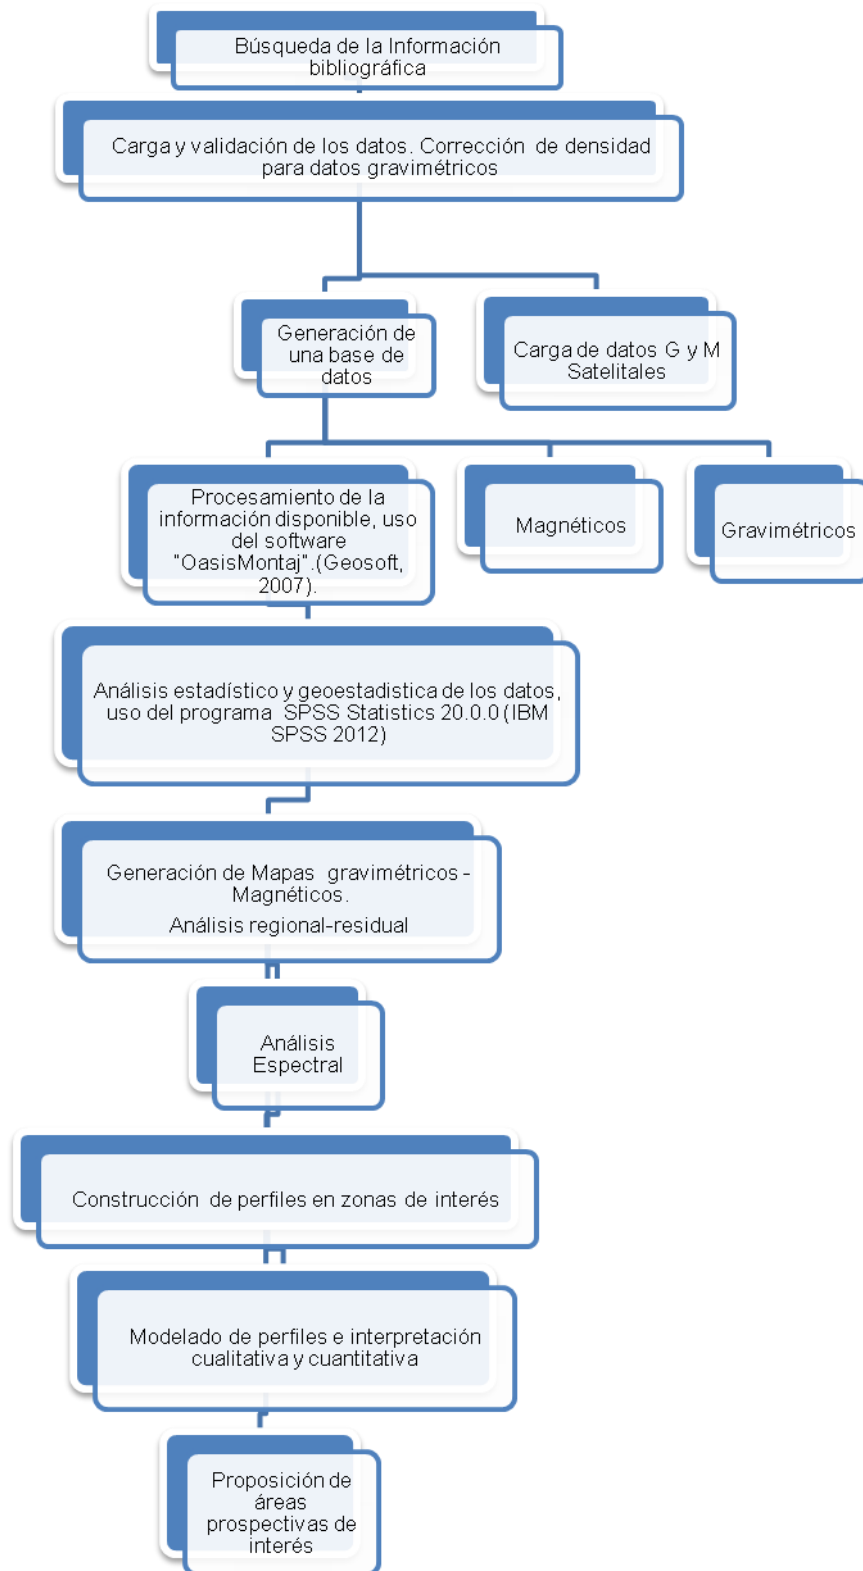 Búsqueda de la Información
bibliográfica
Carga y validación de los datos. Corrección de densidad
para datos gravimétricos
Generación de
una base de
datos
Carga de datos G y M
Satelitales
Procesamiento de la
información disponible, uso
del software
"OasisMontaj".(Geosoft,
2007).
Magnéticos
Gravimétricos
Análisis estadístico y geoestadistica de los datos,
uso del programa SPSS Statistics 20.0.0 (IBM
SPSS 2012)
Generación de Mapas gravimétricos -
Magnéticos.
Análisis regional-residual
Análisis
Espectral
Construcción de perfiles en zonas de interés
Modelado de perfiles e interpretación
cualitativa y cuantitativa
Proposición de
áreas
prospectivas de
interés